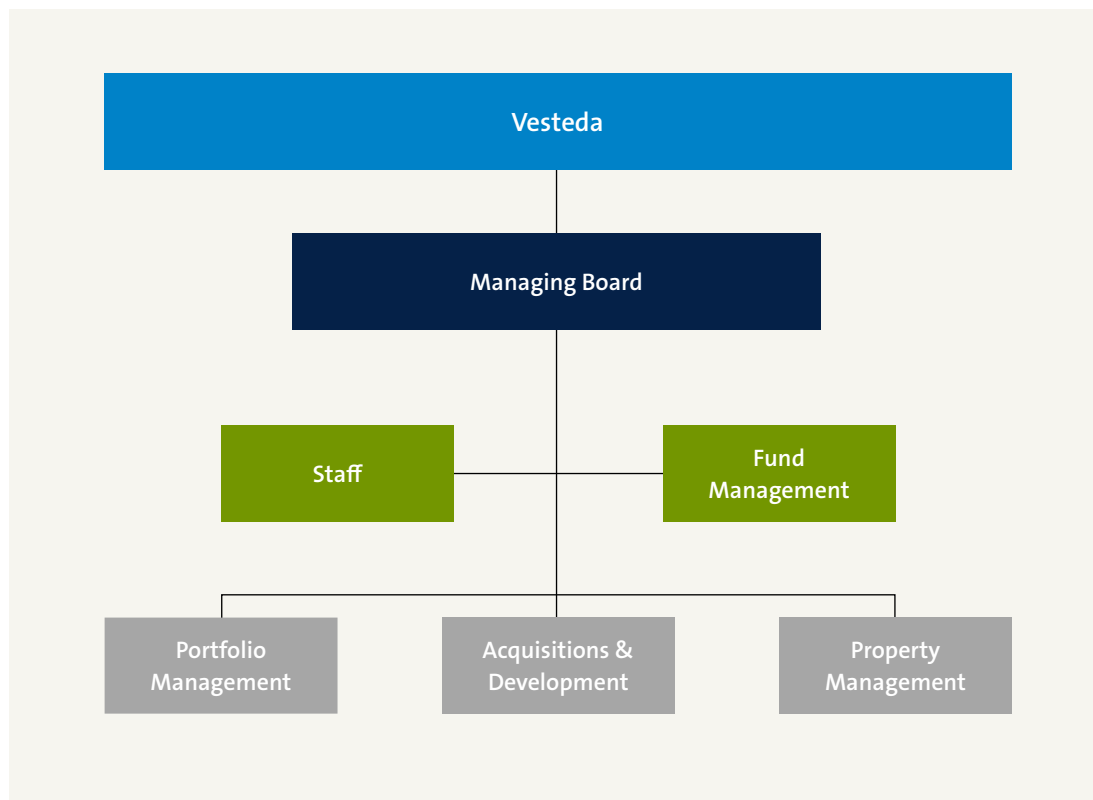 Vesteda
Managing Board
Staff
Fund
Management
Portfolio
Management
Acquisitions &
Development
Property
Management